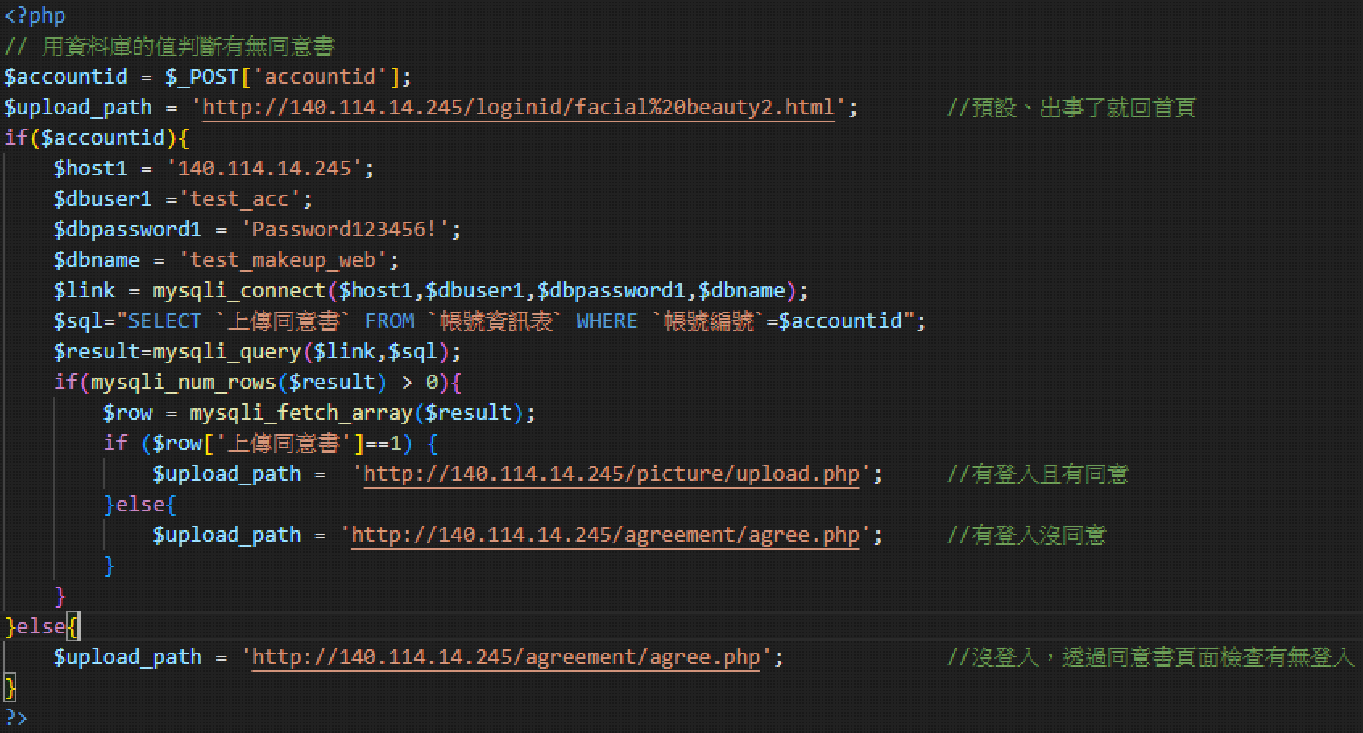 <?php
// 用資料庫的值判斷有無同意書
$accountid = $_POST['accountid'];
$upload_path = 'http://140.114.14.245/loginid/facial%20beauty2.html';        //預設、出事了就回首頁
if($accountid){
    $host1 = '140.114.14.245';
    $dbuser1 ='test_acc';
    $dbpassword1 = 'Password123456!';
    $dbname = 'test_makeup_web';
    $link = mysqli_connect($host1,$dbuser1,$dbpassword1,$dbname);
    $sql="SELECT `上傳同意書` FROM `帳號資訊表` WHERE `帳號編號`=$accountid";
    $result=mysqli_query($link,$sql);
    if(mysqli_num_rows($result) > 0){
        $row = mysqli_fetch_array($result);
        if ($row['上傳同意書']==1) {
            $upload_path =  'http://140.114.14.245/picture/upload.php';     //有登入且有同意
        }else{
            $upload_path = 'http://140.114.14.245/agreement/agree.php';     //有登入沒同意
        }
    }
}else{
    $upload_path = 'http://140.114.14.245/agreement/agree.php';             //沒登入，透過同意書頁面檢查有無登入
}
?>